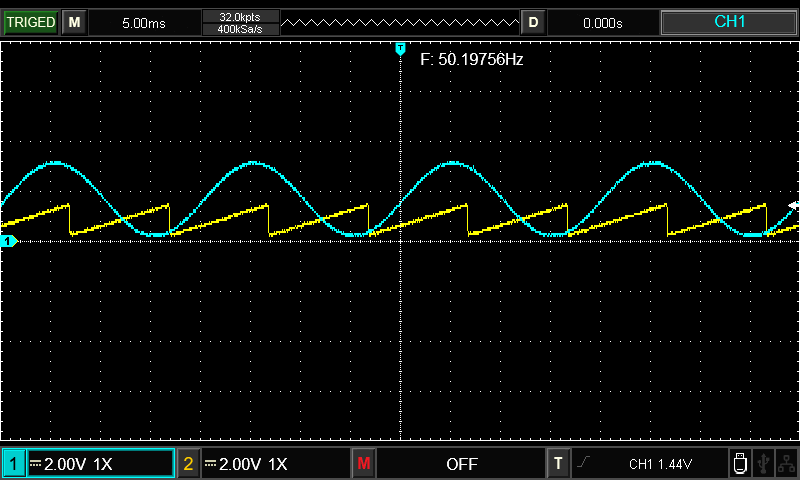 TRIGED M 5.00ms 32.0kpts D 0.000s CH1
400kSa/s
T
F: 50.19756Hz
1
1 2.00V 1X 2 2.00V 1X M OFF T CH1 1.44V